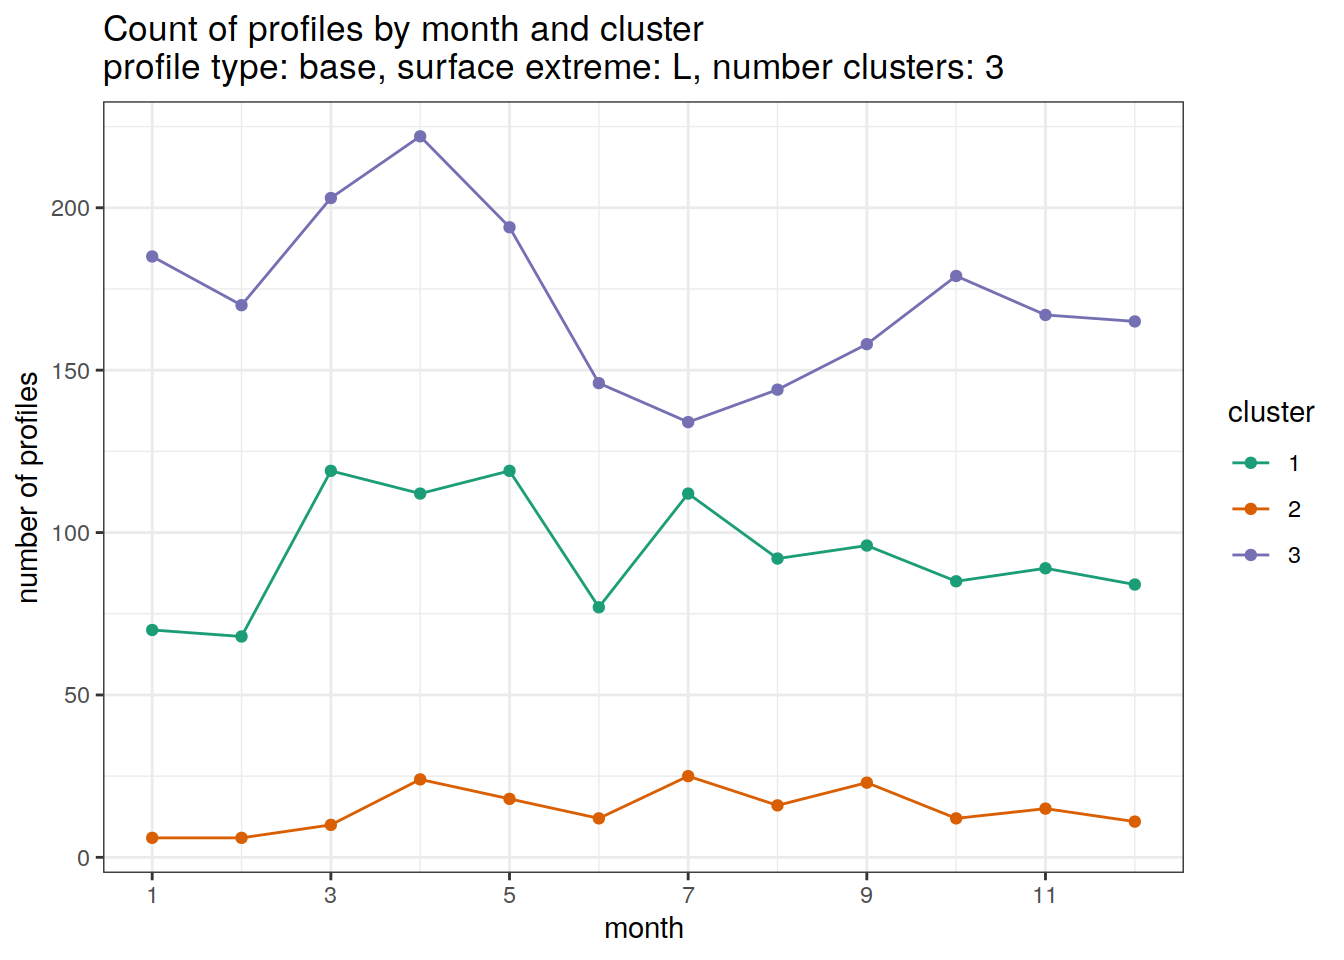 Count of profiles by month and cluster
profile type: base, surface extreme: L, number clusters: 3
200
150
100
50
0
number of profiles
1 3 5 7 9 11
month
cluster
1
2
3